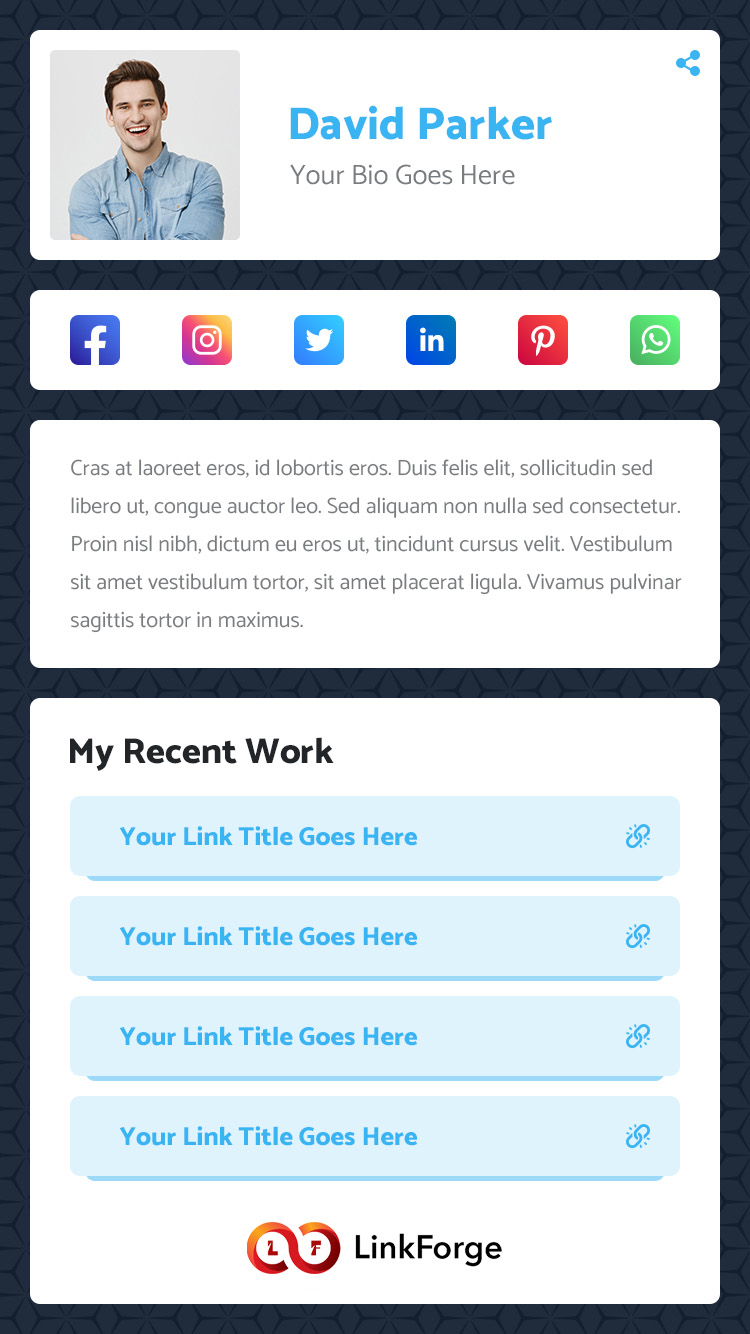 David Parker
Your Bio Goes Here
Cras at laoreet eros, id lobortis eros. Duis felis elit, sollicitudin sed
libero ut, congue auctor leo. Sed aliquam non nulla sed consectetur.
Proin nisl nibh, dictum eu eros ut, tincidunt cursus velit. Vestibulum
sit amet vestibulum tortor, sit amet placerat ligula. Vivamus pulvinar
sagittis tortor in maximus.
My Recent Work
Your Link Title Goes Here
Your Link Title Goes Here
Your Link Title Goes Here
Your Link Title Goes Here
L F LinkForge